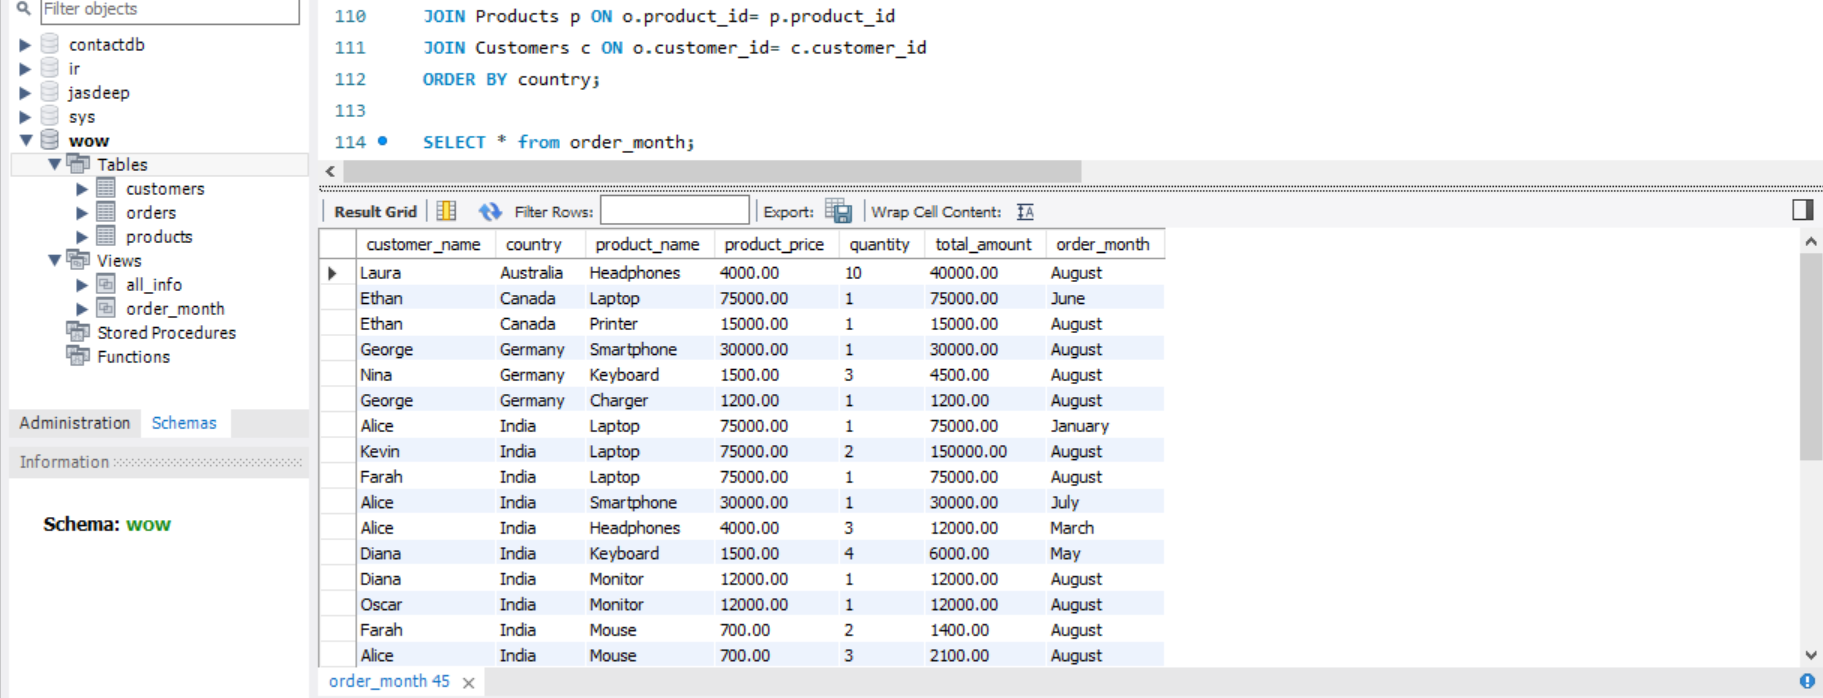 Filter objects
contactdb
ir
jasdeep
sys
wow
Tables
customers
orders
products
Views
all_info
order_month
Stored Procedures
Functions
Administration Schemas
Information
Schema: wow
110 JOIN Products p ON o.product_id= p.product_id
111 JOIN Customers c ON o.customer_id= c.customer_id
112 ORDER BY country;
113
114 SELECT * from order_month;
Result Grid Filter Rows: Export: Wrap Cell Content:
customer_name country product_name product_price quantity total_amount order_month
Laura Australia Headphones 4000.00 10 40000.00 August
Ethan Canada Laptop 75000.00 1 75000.00 June
Ethan Canada Printer 15000.00 1 15000.00 August
George Germany Smartphone 30000.00 1 30000.00 August
Nina Germany Keyboard 1500.00 3 4500.00 August
George Germany Charger 1200.00 1 1200.00 August
Alice India Laptop 75000.00 1 75000.00 January
Kevin India Laptop 75000.00 2 150000.00 August
Farah India Laptop 75000.00 1 75000.00 August
Alice India Smartphone 30000.00 1 30000.00 July
Alice India Headphones 4000.00 3 12000.00 March
Diana India Keyboard 1500.00 4 6000.00 May
Diana India Monitor 12000.00 1 12000.00 August
Oscar India Monitor 12000.00 1 12000.00 August
Farah India Mouse 700.00 2 1400.00 August
Alice India Mouse 700.00 3 2100.00 August
order_month 45